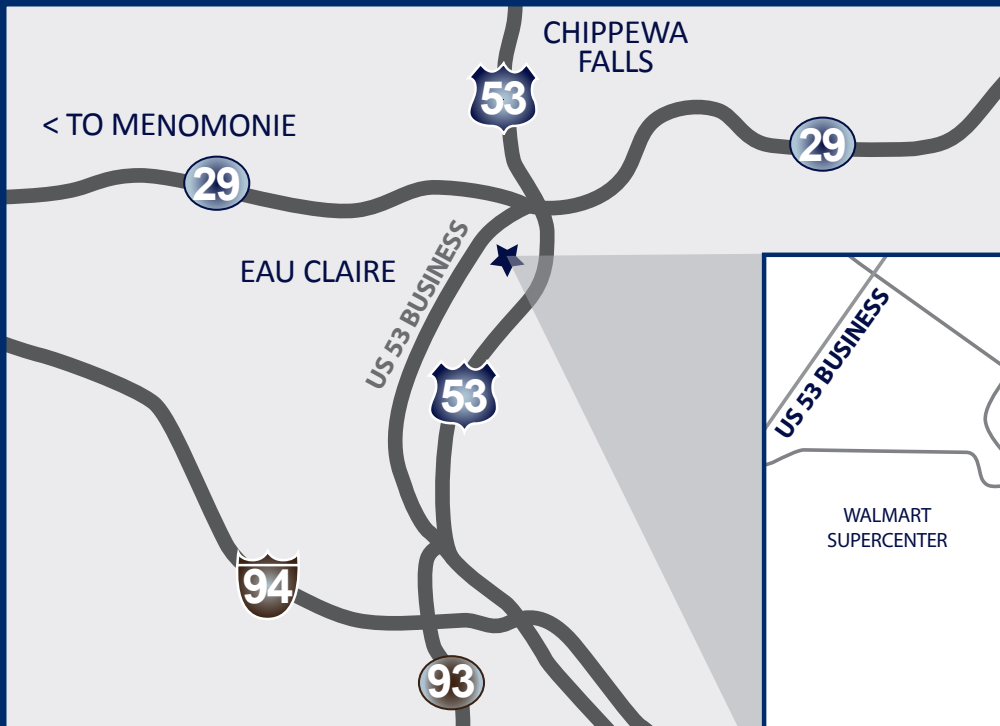 CHIPPEWA
FALLS
53
< TO MENOMONIE
29
29
US 53 BUSINESS
EAU CLAIRE
53
US 53 BUSINESS
WALMART
SUPERCENTER
94
93